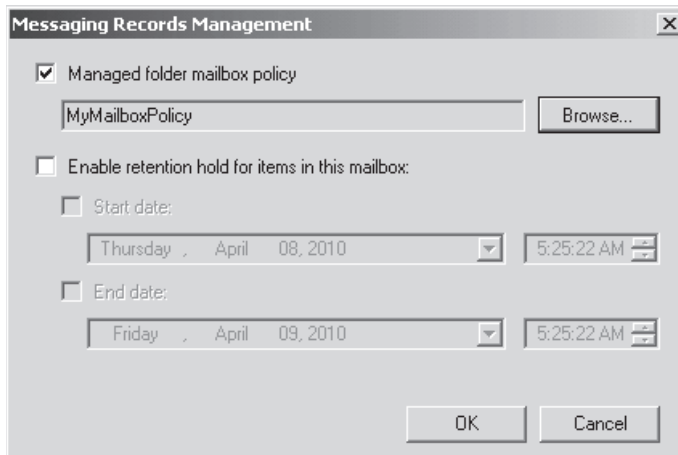 Messaging Records Management
Managed folder mailbox policy
MyMailboxPolicy Browse...
Enable retention hold for items in this mailbox:
Start date:
Thursday , April 08, 2010 5:25:22 AM
End date:
Friday , April 09, 2010 5:25:22 AM
OK Cancel